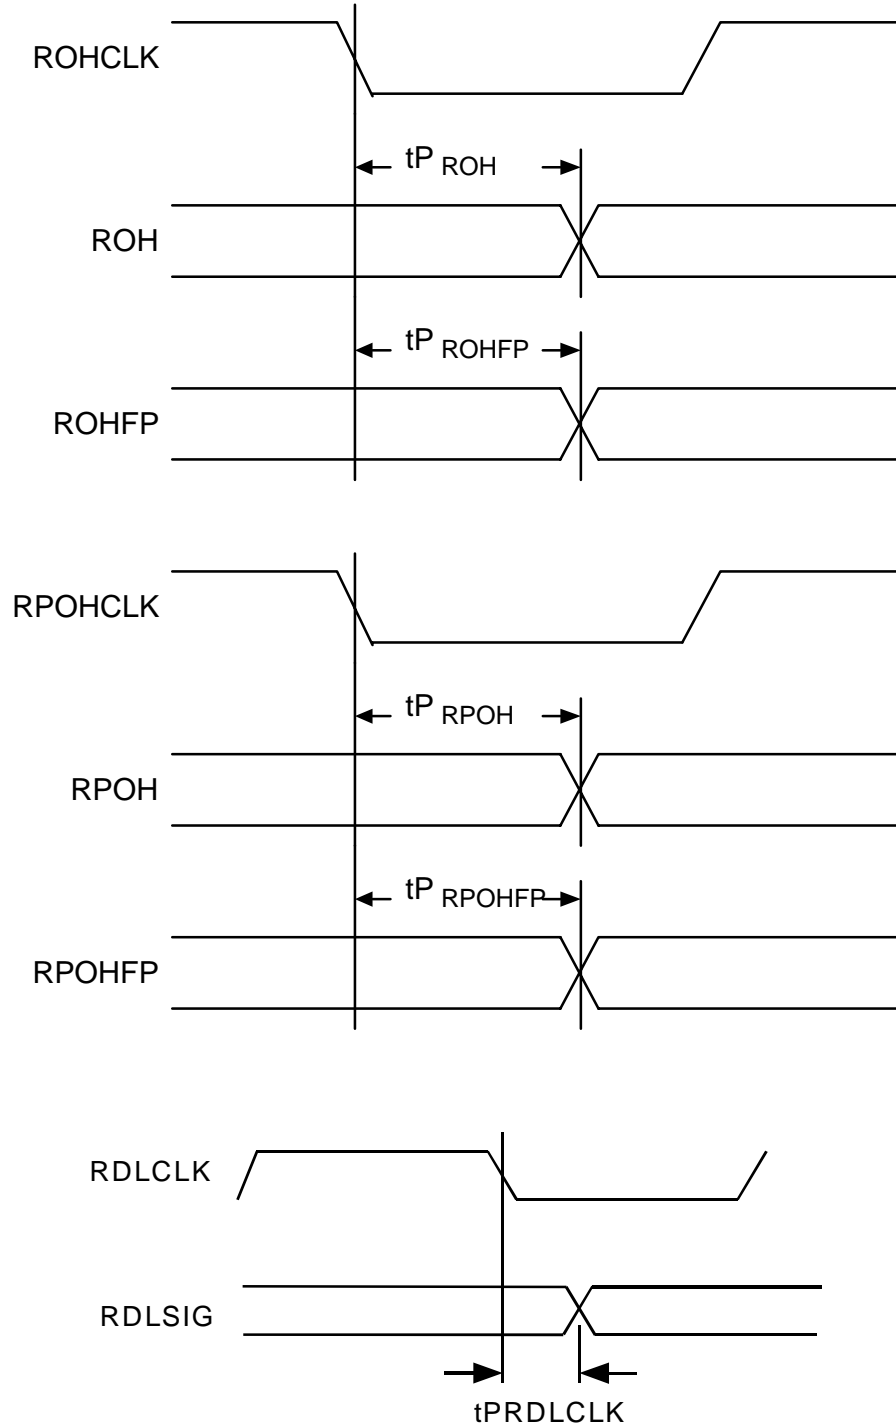 ROHCLK
tP ROH
ROH
tP ROHFP
ROHFP
RPOHCLK
tP RPOH
RPOH
tP RPOHFP
RPOHFP
RDLCLK
RDLSIG
tPRDLCLK